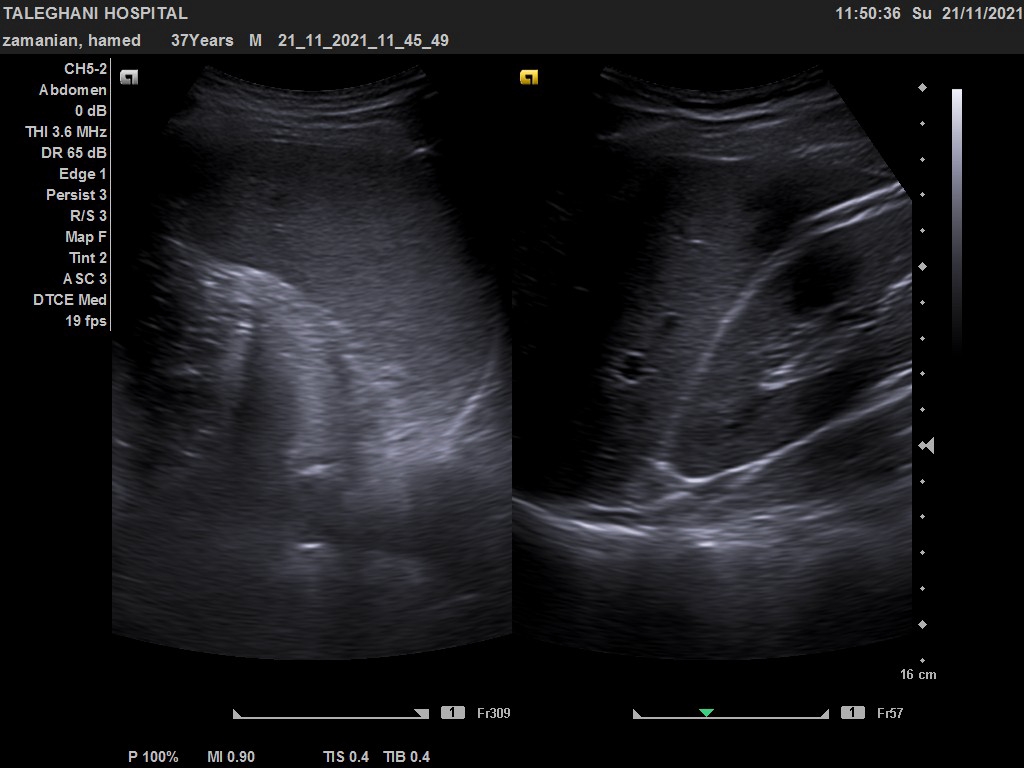 TALEGHANI HOSPITAL 11:50:36 Su 21/11/2021
zamanian, hamed 37Years M 21_11_2021_11_45_49
CH5-2
Abdomen
0 dB
THI 3.6 MHz
DR 65 dB
Edge 1
Persist 3
R/S 3
Map F
Tint 2
ASC 3
DTCE Med
19 fps
16 cm
1 Fr309 1 Fr57
P 100% MI 0.90 TIS 0.4 TIB 0.4